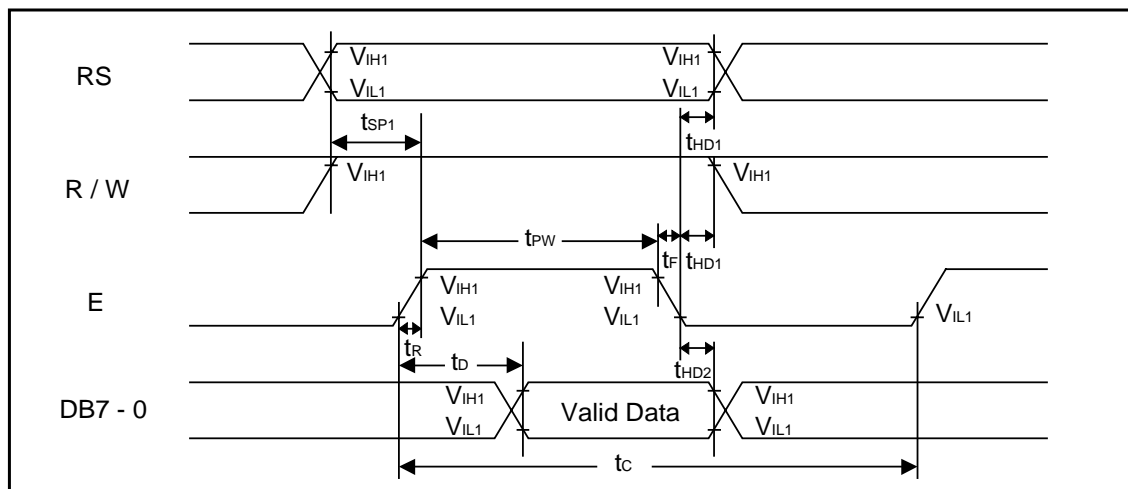 RS
VIH1 VIH1
VIL1 VIL1
tSP1
tHD1
R / W
VIH1 VIH1
tPW
tF tHD1
E
VIH1 VIH1
VIL1 VIL1 VIL1
tR tD
tHD2
DB7 - 0
VIH1 Valid Data VIH1
VIL1 VIL1
tC